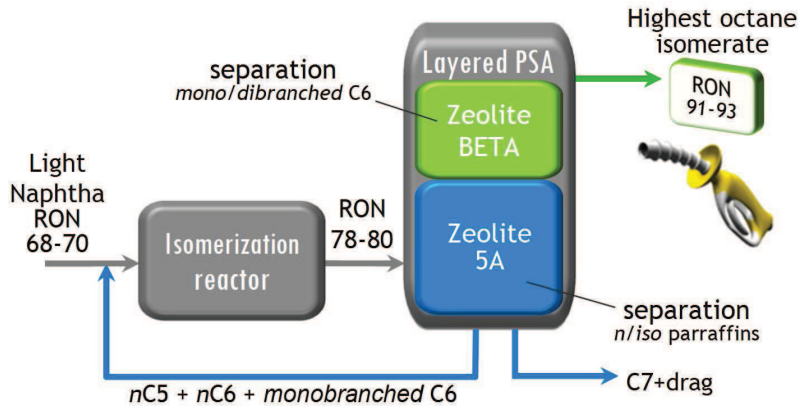 Highest octane
isomerate
RON
91-93
Layered PSA
separation
mono/dibranched C6
Zeolite
BETA
Light
Naphtha
RON
68-70
Isomerization
reactor
RON
78-80
Zeolite
5A
separation
n/iso parraffins
nC5 + nC6 + monobranched C6
C7+drag